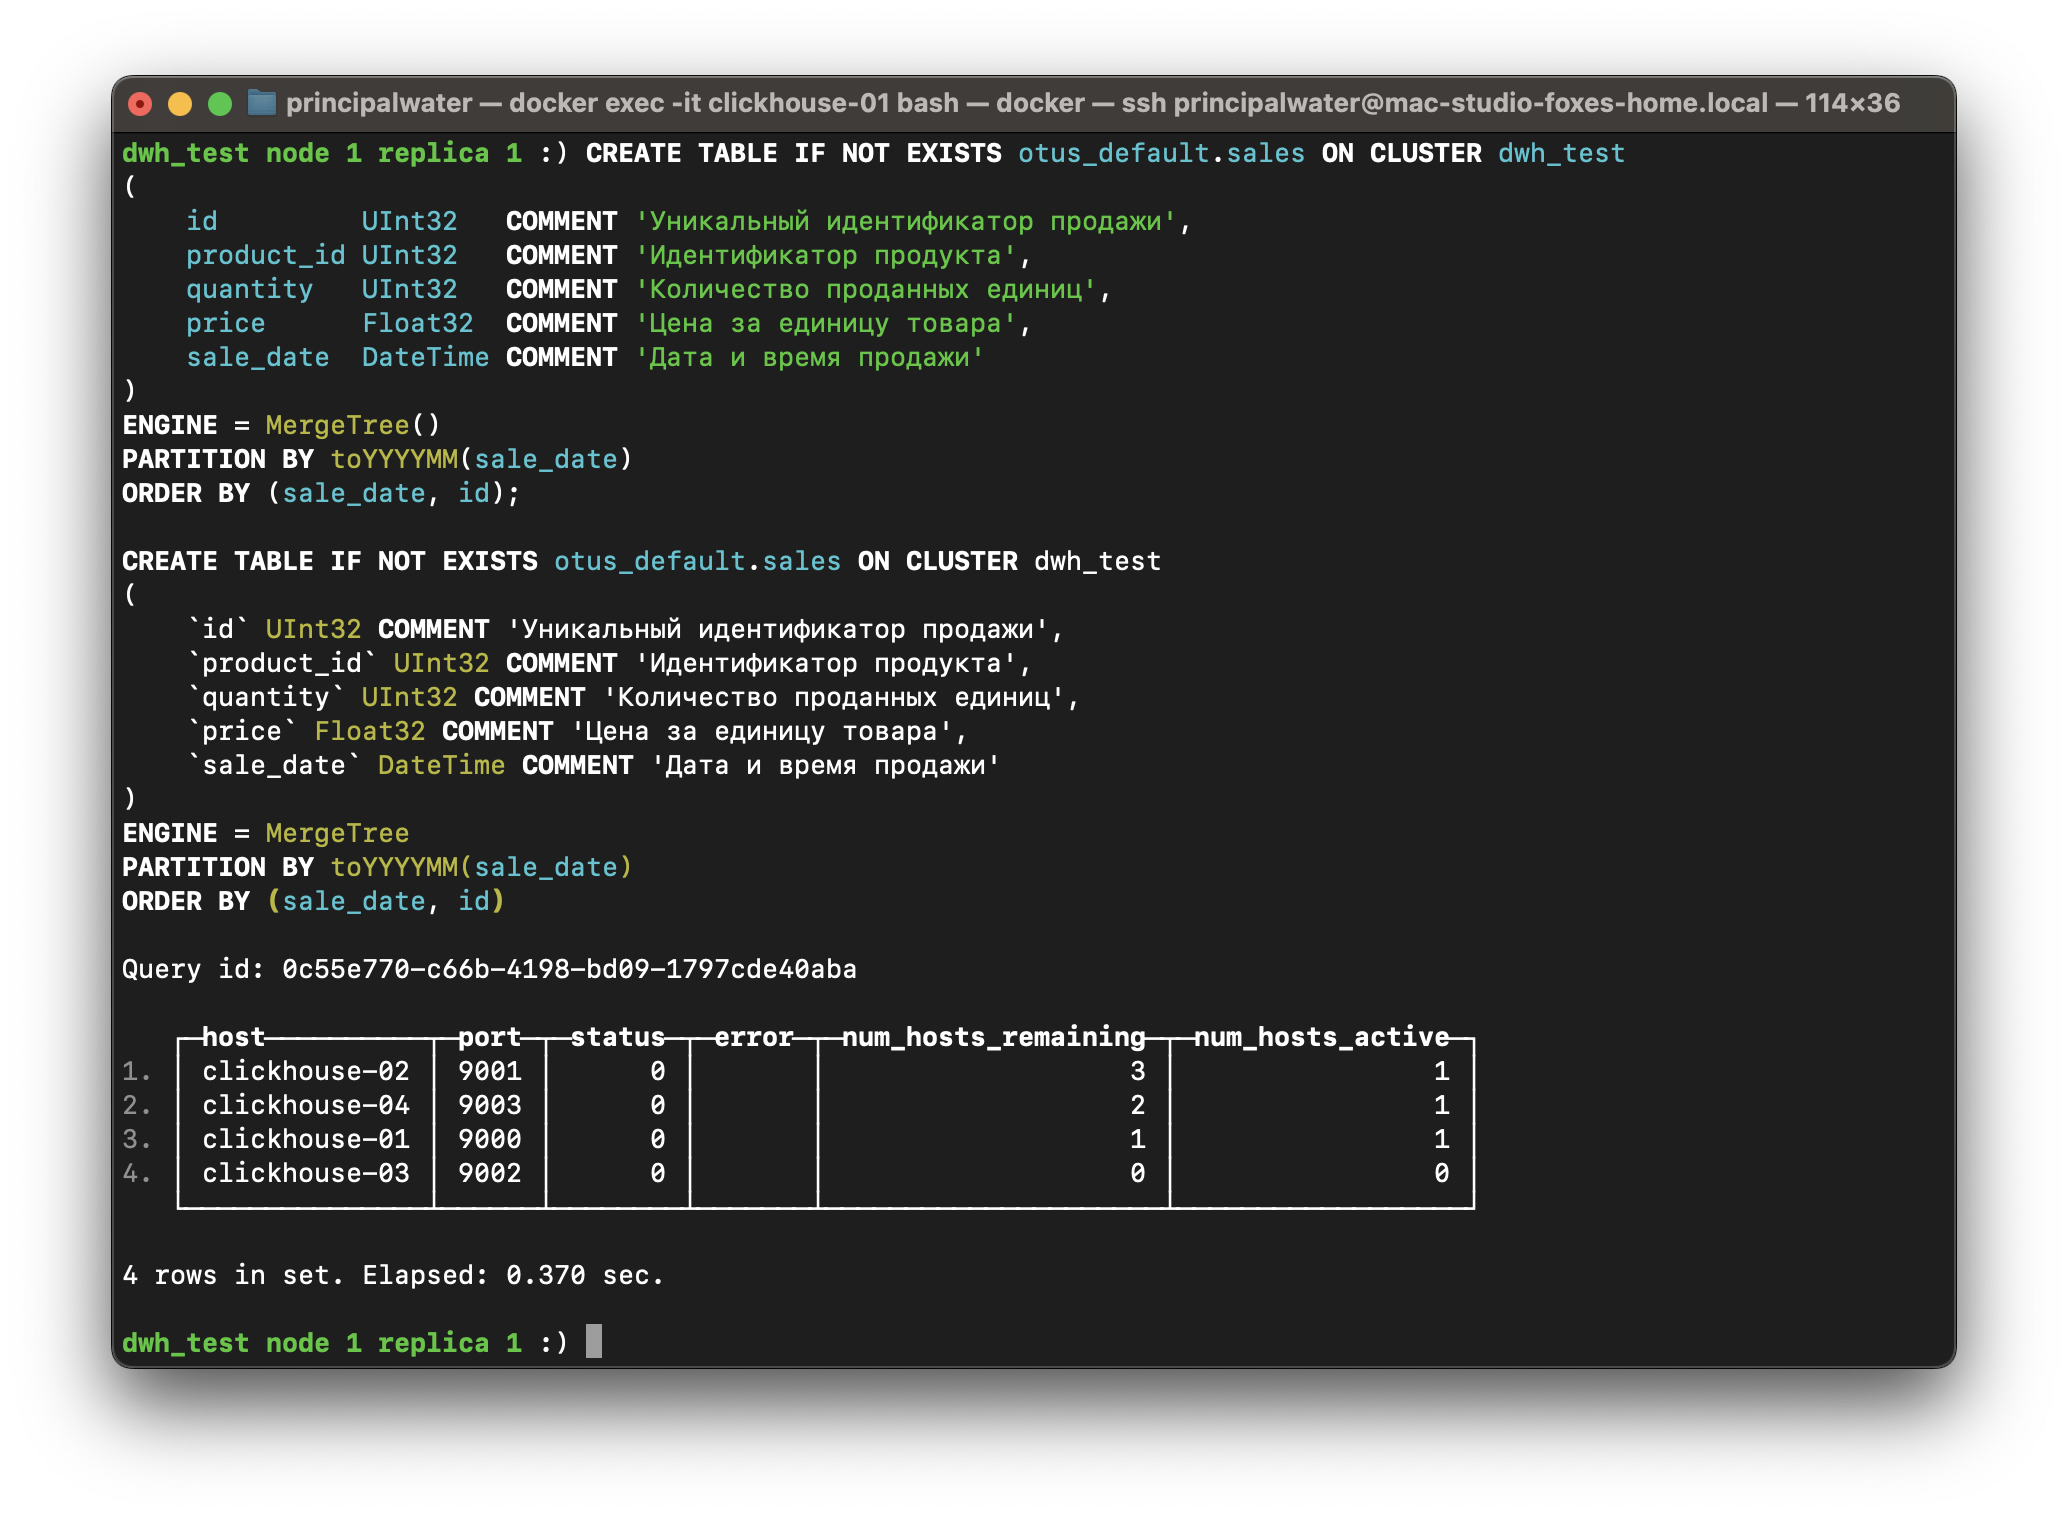 principalwater — docker exec -it clickhouse-01 bash — docker — ssh principalwater@mac-studio-foxes-home.local — 114×36
dwh_test node 1 replica 1 :) CREATE TABLE IF NOT EXISTS otus_default.sales ON CLUSTER dwh_test
(
    id         UInt32   COMMENT 'Уникальный идентификатор продажи',
    product_id UInt32   COMMENT 'Идентификатор продукта',
    quantity   UInt32   COMMENT 'Количество проданных единиц',
    price      Float32  COMMENT 'Цена за единицу товара',
    sale_date  DateTime COMMENT 'Дата и время продажи'
)
ENGINE = MergeTree()
PARTITION BY toYYYYMM(sale_date)
ORDER BY (sale_date, id);
CREATE TABLE IF NOT EXISTS otus_default.sales ON CLUSTER dwh_test
(
    `id` UInt32 COMMENT 'Уникальный идентификатор продажи',
    `product_id` UInt32 COMMENT 'Идентификатор продукта',
    `quantity` UInt32 COMMENT 'Количество проданных единиц',
    `price` Float32 COMMENT 'Цена за единицу товара',
    `sale_date` DateTime COMMENT 'Дата и время продажи'
)
ENGINE = MergeTree
PARTITION BY toYYYYMM(sale_date)
ORDER BY (sale_date, id)
Query id: 0c55e770-c66b-4198-bd09-1797cde40aba
host port status error num_hosts_remaining num_hosts_active
1. clickhouse-02 9001 0 3 1
2. clickhouse-04 9003 0 2 1
3. clickhouse-01 9000 0 1 1
4. clickhouse-03 9002 0 0 0
4 rows in set. Elapsed: 0.370 sec.
dwh_test node 1 replica 1 :)